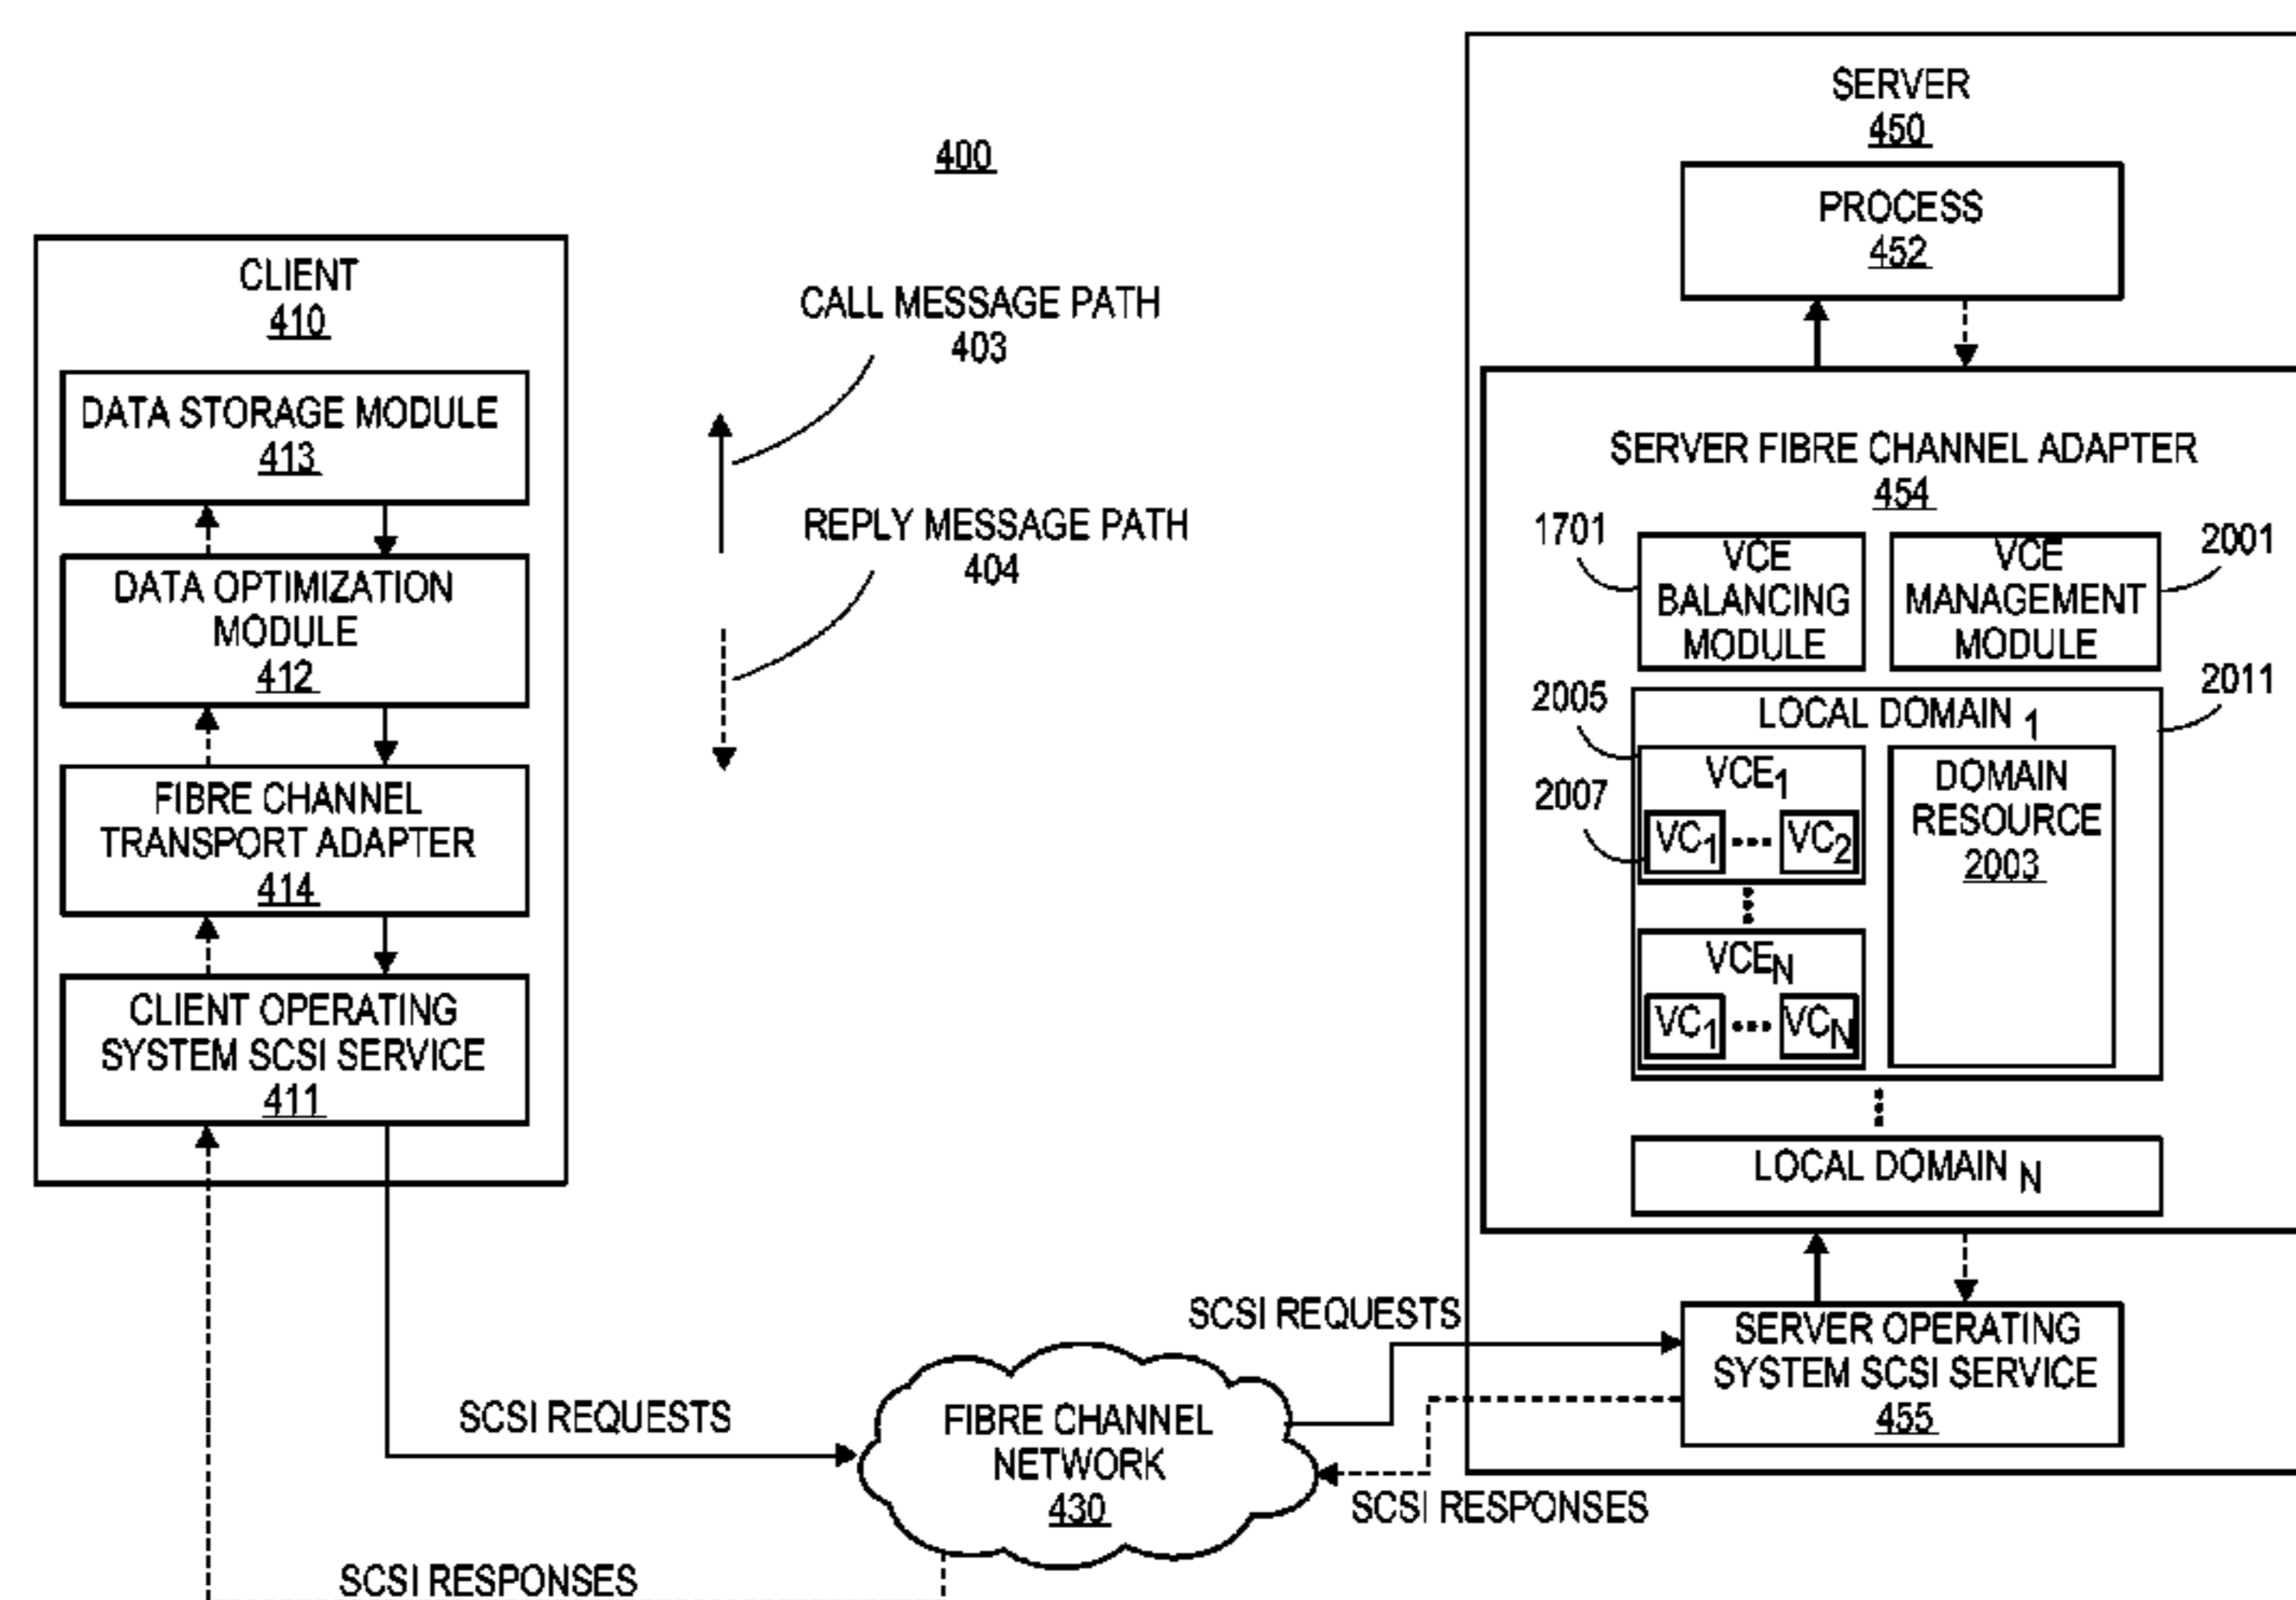 400
CLIENT
410
DATA STORAGE MODULE
413
DATA OPTIMIZATION
MODULE
412
FIBRE CHANNEL
TRANSPORT ADAPTER
414
CLIENT OPERATING
SYSTEM SCSI SERVICE
411
CALL MESSAGE PATH
403
REPLY MESSAGE PATH
404
SERVER
450
PROCESS
452
SERVER FIBRE CHANNEL ADAPTER
454
1701
VCE
BALANCING
MODULE
VCE
MANAGEMENT
MODULE
2001
2005
2007
2011
LOCAL DOMAIN 1
VCE1
VC1 ... VC2
VCEN
VC1 ... VCN
DOMAIN
RESOURCE
2003
LOCAL DOMAIN N
SERVER OPERATING
SYSTEM SCSI SERVICE
455
SCSI REQUESTS
SCSI RESPONSES
FIBRE CHANNEL
NETWORK
430
SCSI REQUESTS
SCSI RESPONSES